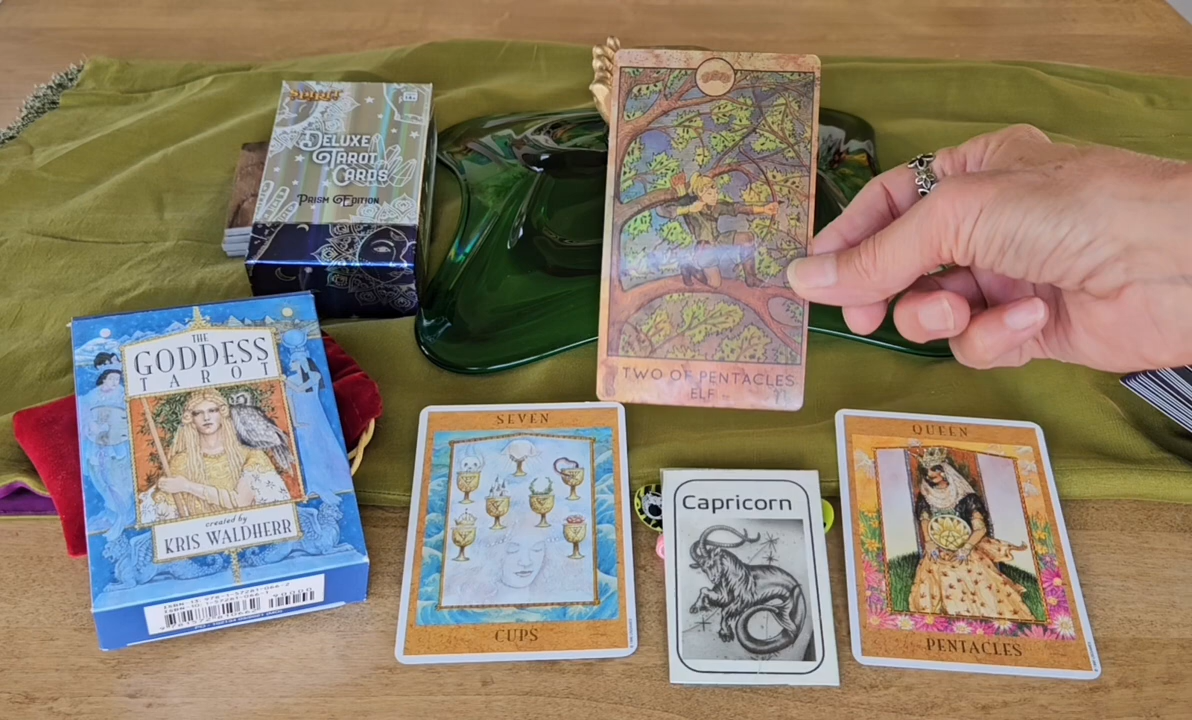 SPIRIT
DELUXE
TAROT
CARDS
PRISM EDITION
THE
GODDESS
TAROT
created by
KRIS WALDHERR
TWO OF PENTACLES
ELF
SEVEN
CUPS
Capricorn
QUEEN
PENTACLES